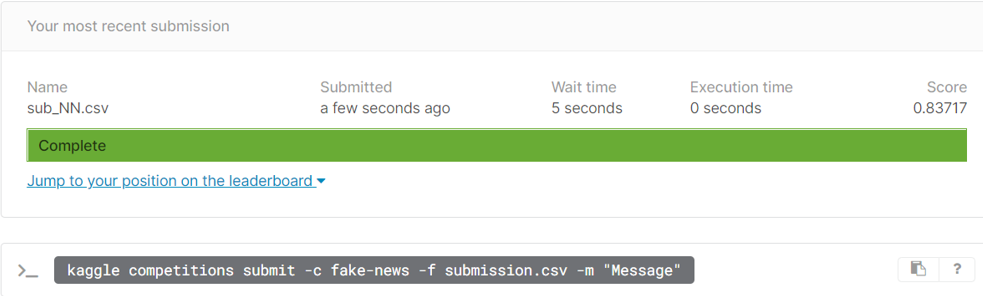 Your most recent submission
Name Submitted Wait time Execution time Score
sub_NN.csv a few seconds ago 5 seconds 0 seconds 0.83717
Complete
Jump to your position on the leaderboard
>_ kaggle competitions submit -c fake-news -f submission.csv -m "Message" ?